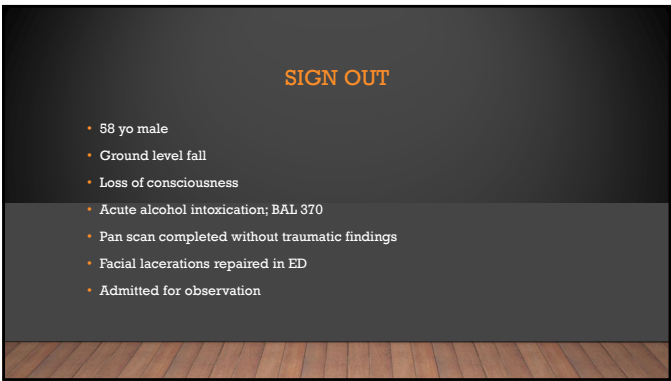 SIGN OUT
• 58 yo male
• Ground level fall
• Loss of consciousness
• Acute alcohol intoxication; BAL 370
• Pan scan completed without traumatic findings
• Facial lacerations repaired in ED
• Admitted for observation